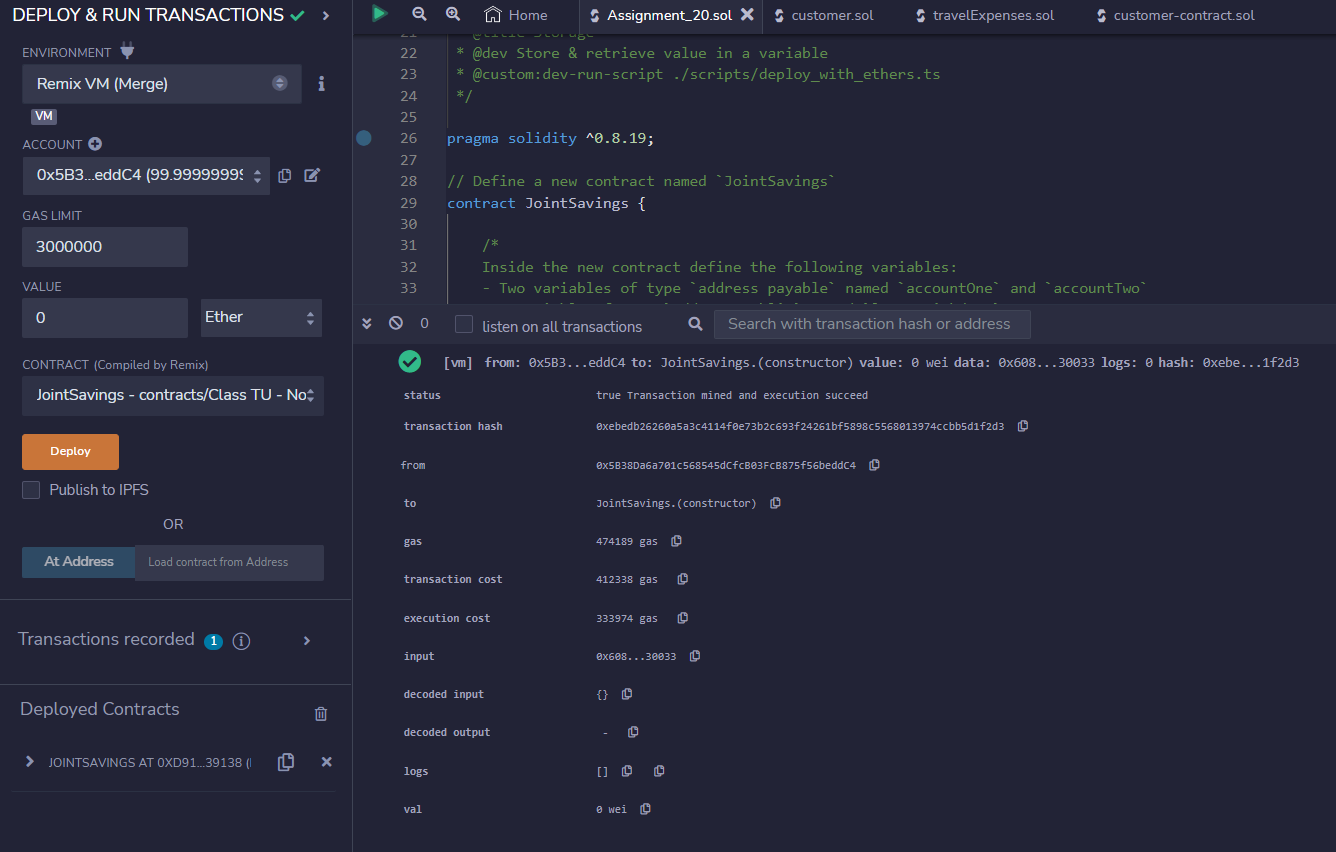 DEPLOY & RUN TRANSACTIONS
ENVIRONMENT
Remix VM (Merge)
VM
ACCOUNT
0x5B3...eddC4 (99.99999999
GAS LIMIT
3000000
VALUE
0
Ether
CONTRACT (Compiled by Remix)
JointSavings - contracts/Class TU - No
Deploy
Publish to IPFS
OR
At Address
Load contract from Address
Transactions recorded 1 i
Deployed Contracts
JOINTSAVINGS AT 0XD91...39138 (
Home
Assignment_20.sol
customer.sol
travelExpenses.sol
customer-contract.sol
21 * @title Storage
22 * @dev Store & retrieve value in a variable
23 * @custom:dev-run-script ./scripts/deploy_with_ethers.ts
24 */
25
26 pragma solidity ^0.8.19;
27
28 // Define a new contract named `JointSavings`
29 contract JointSavings {
30
31 /*
32 Inside the new contract define the following variables:
33 - Two variables of type `address payable` named `accountOne` and `accountTwo`
0 listen on all transactions
Search with transaction hash or address
[vm] from: 0x5B3...eddC4 to: JointSavings.(constructor) value: 0 wei data: 0x608...30033 logs: 0 hash: 0xebe...1f2d3
status true Transaction mined and execution succeed
transaction hash 0xebedb26260a5a3c4114f0e73b2c693f24261bf5898c5568013974ccbb5d1f2d3
from 0x5B38Da6a701c568545dCfcB03FcB875f56beddC4
to JointSavings.(constructor)
gas 474189 gas
transaction cost 412338 gas
execution cost 333974 gas
input 0x608...30033
decoded input {}
decoded output -
logs []
val 0 wei